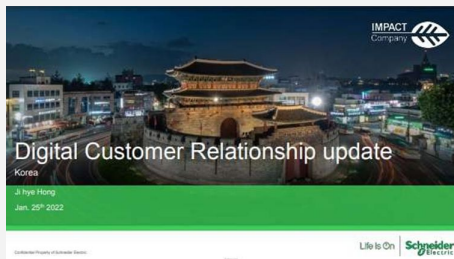 IMPACT
Company
Digital Customer Relationship update
Korea
Ji hye Hong
Jan. 25th 2022
Confidential Property of Schneider Electric
Life Is On
Schneider
Electric